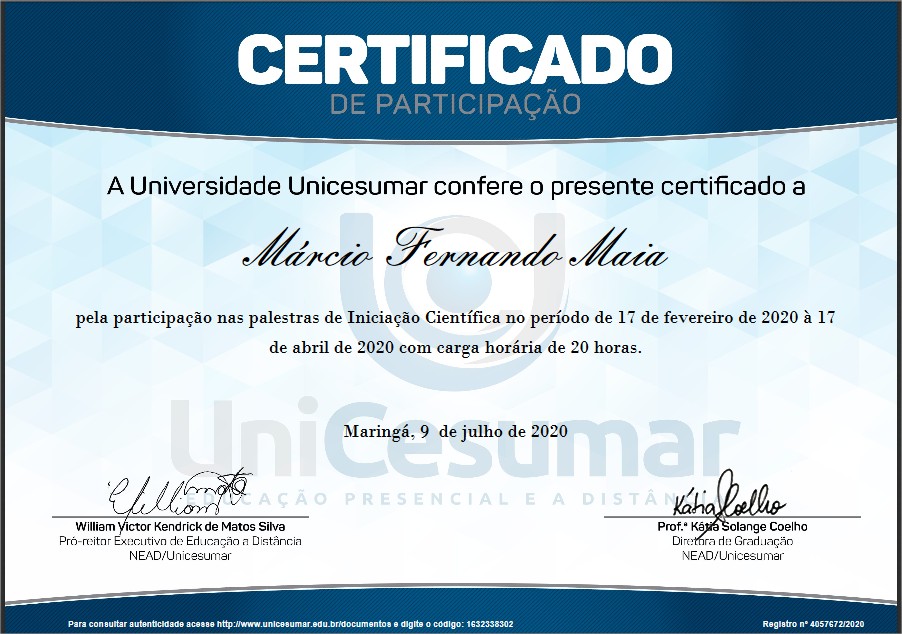 CERTIFICADO
DE PARTICIPAÇÃO
A Universidade Unicesumar confere o presente certificado a
Márcio Fernando Maia
pela participação nas palestras de Iniciação Científica no período de 17 de fevereiro de 2020 à 17
de abril de 2020 com carga horária de 20 horas.
Maringá, 9 de julho de 2020
UniCesumar
EDUCAÇÃO PRESENCIAL E A DISTÂNCIA
Kátia Coelho
William Victor Kendrick de Matos Silva
Pró-reitor Executivo de Educação a Distância
NEAD/Unicesumar
Prof.ª Kátia Solange Coelho
Diretora de Graduação
NEAD/Unicesumar
Para consultar autenticidade acesse http://www.unicesumar.edu.br/documentos e digite o código: 1632338302
Registro nº 4057672/2020